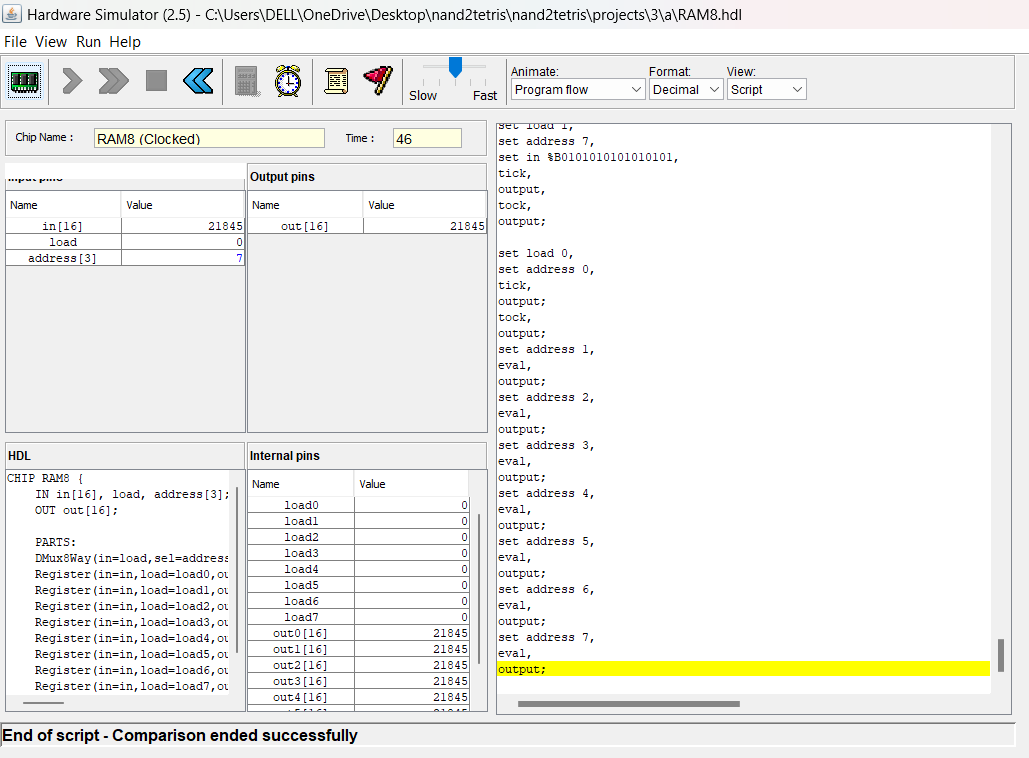 Hardware Simulator (2.5) - C:\Users\DELL\OneDrive\Desktop\nand2tetris\nand2tetris\projects\3\a\RAM8.hdl
File View Run Help
Slow
Fast
Animate:
Program flow
Format:
Decimal
View:
Script
Chip Name :
RAM8 (Clocked)
Time :
46
Input pins
Name Value
in[16] 21845
load 0
address[3] 7
Output pins
Name Value
out[16] 21845
HDL
CHIP RAM8 {
IN in[16], load, address[3];
OUT out[16];
PARTS:
DMux8Way(in=load,sel=address
Register(in=in,load=load0,ou
Register(in=in,load=load1,ou
Register(in=in,load=load2,ou
Register(in=in,load=load3,ou
Register(in=in,load=load4,ou
Register(in=in,load=load5,ou
Register(in=in,load=load6,ou
Register(in=in,load=load7,ou
Internal pins
Name Value
load0 0
load1 0
load2 0
load3 0
load4 0
load5 0
load6 0
load7 0
out0[16] 21845
out1[16] 21845
out2[16] 21845
out3[16] 21845
out4[16] 21845
set load 1,
set address 7,
set in %B0101010101010101,
tick,
output,
tock,
output;
set load 0,
set address 0,
tick,
output;
tock,
output;
set address 1,
eval,
output;
set address 2,
eval,
output;
set address 3,
eval,
output;
set address 4,
eval,
output;
set address 5,
eval,
output;
set address 6,
eval,
output;
set address 7,
eval,
output;
End of script - Comparison ended successfully